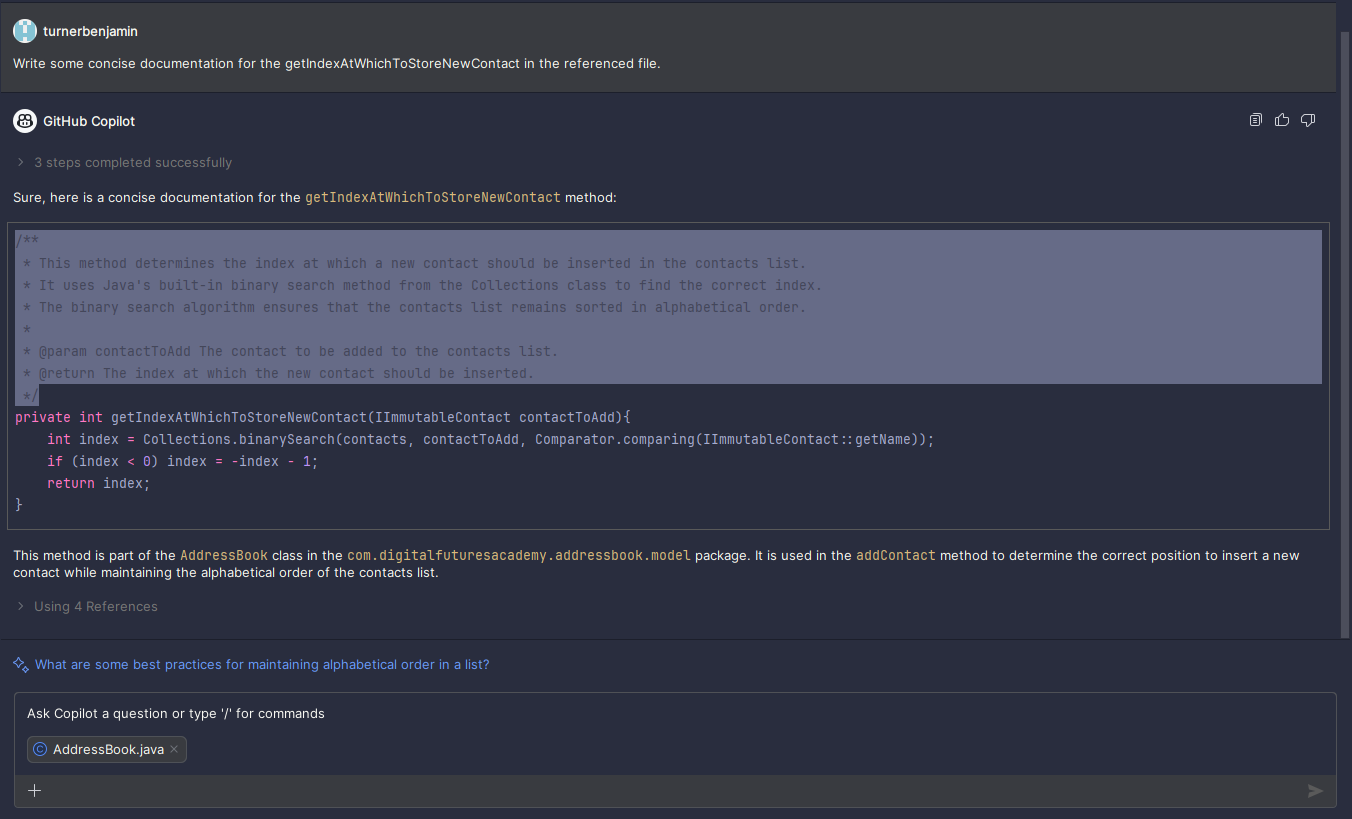 turnerbenjamin
Write some concise documentation for the getIndexAtWhichToStoreNewContact in the referenced file.
GitHub Copilot
3 steps completed successfully
Sure, here is a concise documentation for the getIndexAtWhichToStoreNewContact method:
/**
 * This method determines the index at which a new contact should be inserted in the contacts list.
 * It uses Java's built-in binary search method from the Collections class to find the correct index.
 * The binary search algorithm ensures that the contacts list remains sorted in alphabetical order.
 *
 * @param contactToAdd The contact to be added to the contacts list.
 * @return The index at which the new contact should be inserted.
 */
private int getIndexAtWhichToStoreNewContact(IImmutableContact contactToAdd){
    int index = Collections.binarySearch(contacts, contactToAdd, Comparator.comparing(IImmutableContact::getName));
    if (index < 0) index = -index - 1;
    return index;
}
This method is part of the AddressBook class in the com.digitalfuturesacademy.addressbook.model package. It is used in the addContact method to determine the correct position to insert a new
contact while maintaining the alphabetical order of the contacts list.
Using 4 References
What are some best practices for maintaining alphabetical order in a list?
Ask Copilot a question or type '/' for commands
AddressBook.java